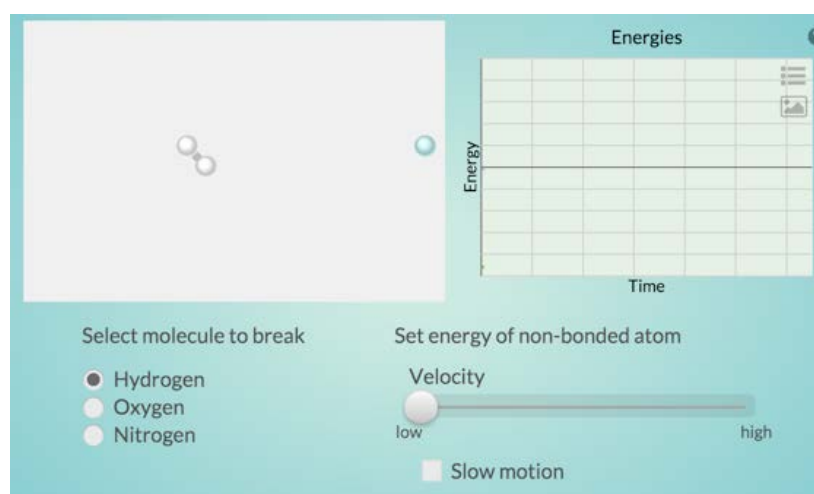 Energies
Energy
Time
Select molecule to break
Hydrogen
Oxygen
Nitrogen
Set energy of non-bonded atom
Velocity
low
high
Slow motion